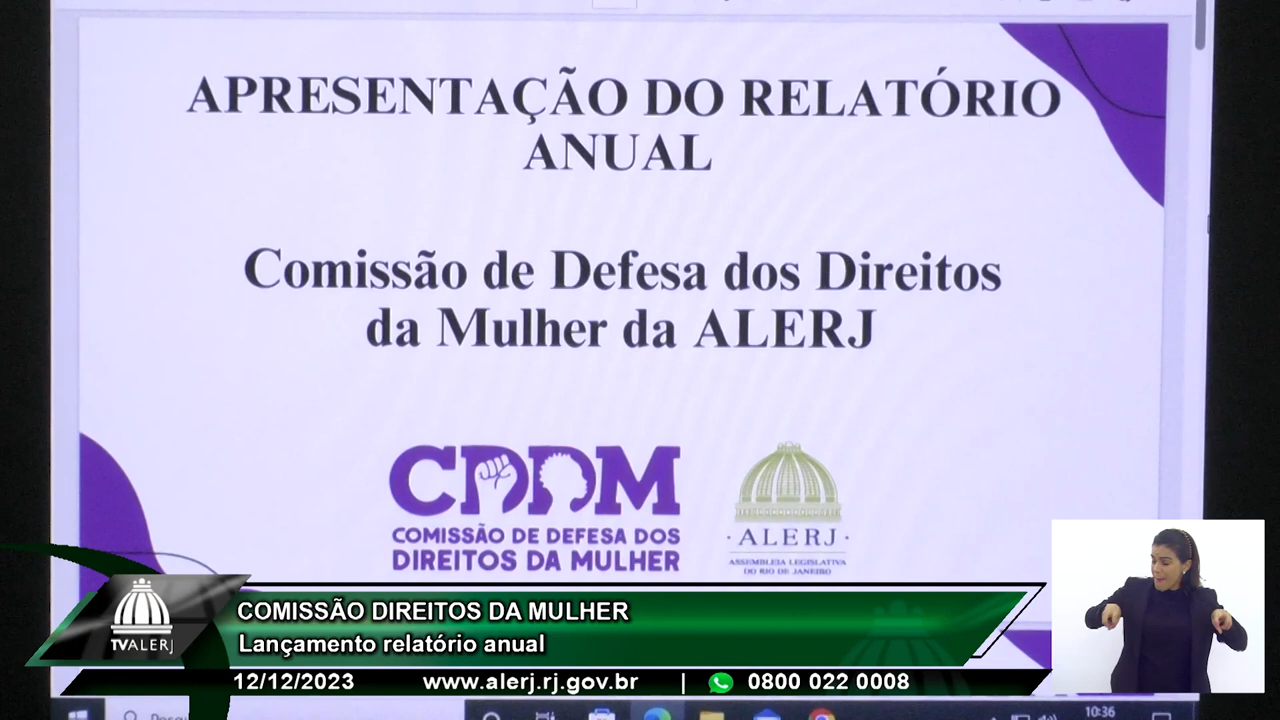 APRESENTAÇÃO DO RELATÓRIO
ANUAL
Comissão de Defesa dos Direitos
da Mulher da ALERJ
CDDM
COMISSÃO DE DEFESA DOS
DIREITOS DA MULHER
·ALERJ·
ASSEMBLEIA LEGISLATIVA
DO RIO DE JANEIRO
TVALERJ
COMISSÃO DIREITOS DA MULHER
Lançamento relatório anual
12/12/2023 www.alerj.rj.gov.br | 0800 022 0008
10:36